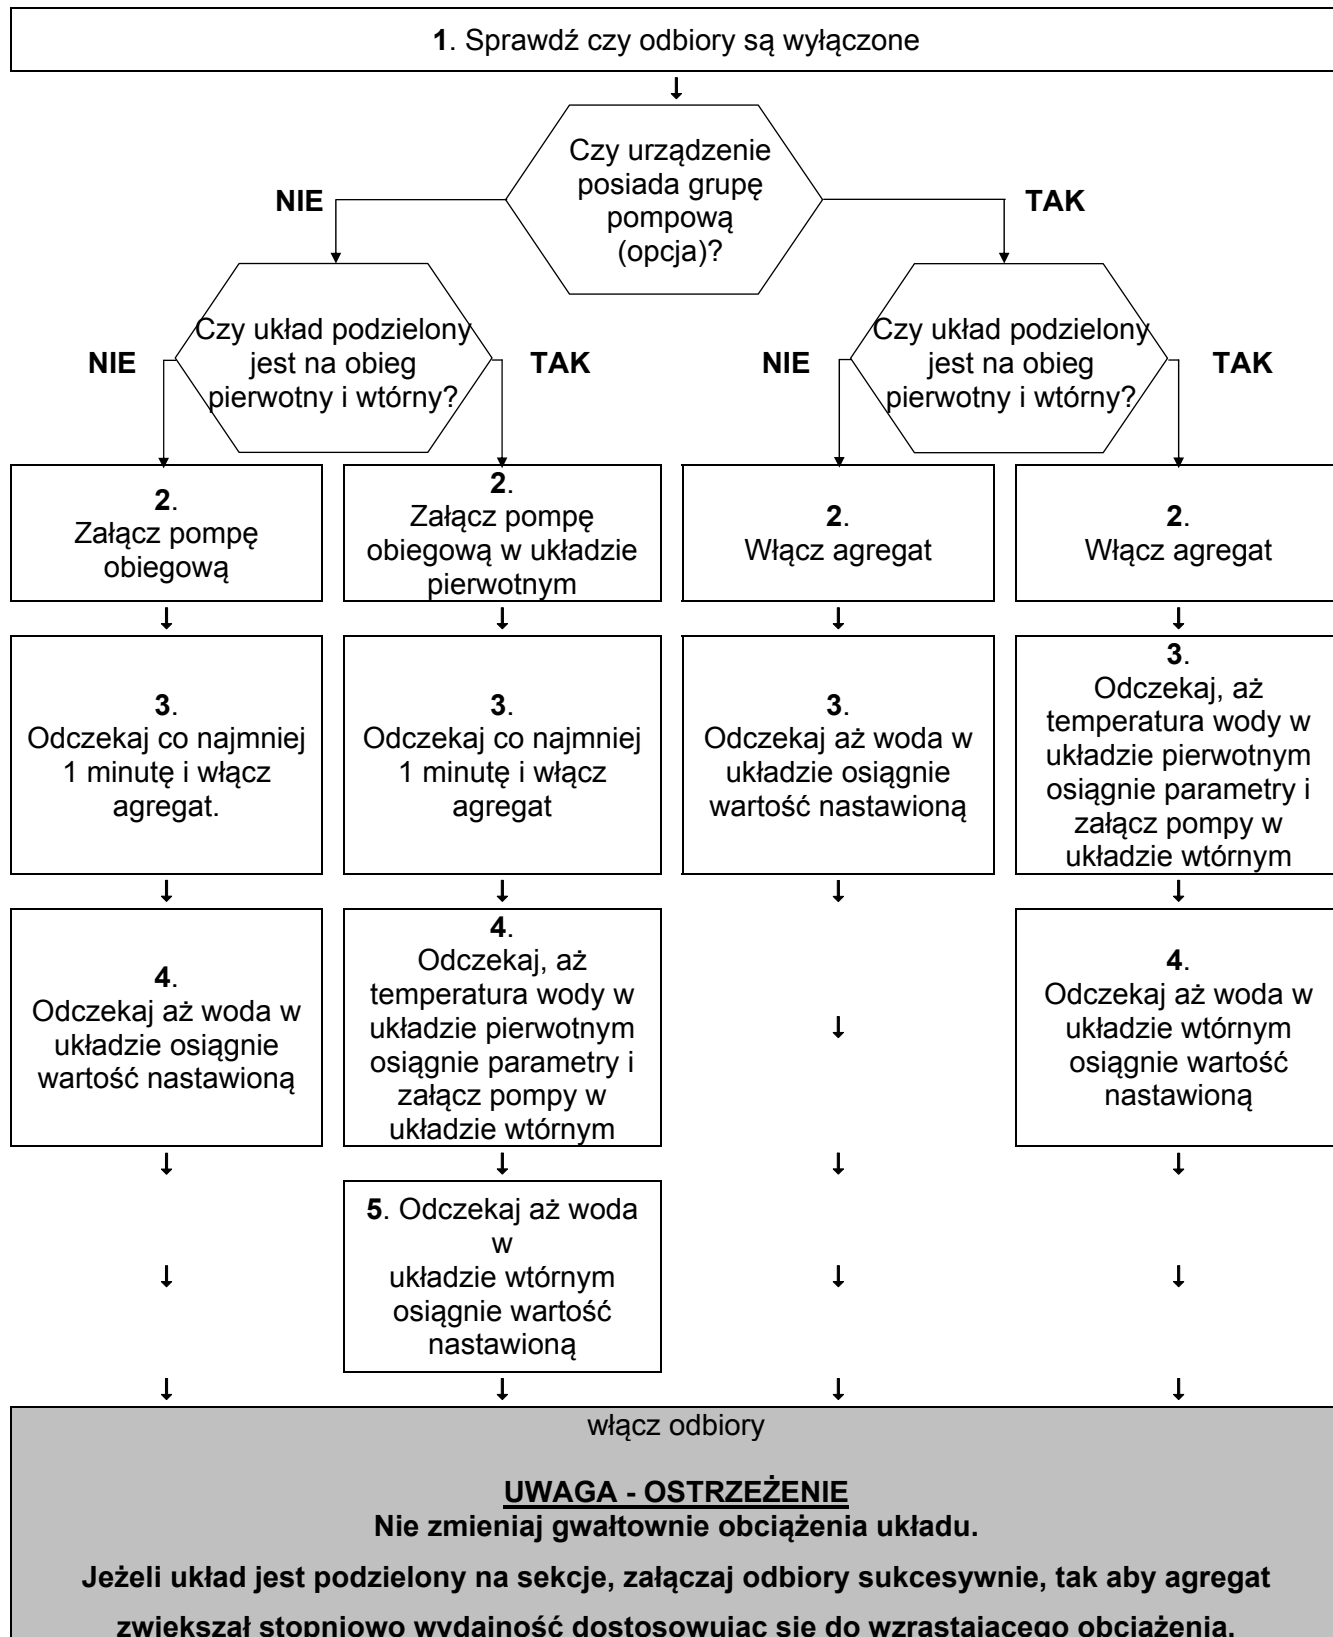 1. Sprawdź czy odbiory są wyłączone
Czy urządzenie
posiada grupę
pompową
(opcja)?
NIE
TAK
Czy układ podzielony
jest na obieg
pierwotny i wtórny?
NIE
TAK
Czy układ podzielony
jest na obieg
pierwotny i wtórny?
NIE
TAK
2.
Załącz pompę
obiegową
2.
Załącz pompę
obiegową w układzie
pierwotnym
2.
Włącz agregat
2.
Włącz agregat
3.
Odczekaj co najmniej
1 minutę i włącz
agregat.
3.
Odczekaj co najmniej
1 minutę i włącz
agregat
3.
Odczekaj aż woda w
układzie osiągnie
wartość nastawioną
3.
Odczekaj, aż
temperatura wody w
układzie pierwotnym
osiągnie parametry i
załącz pompy w
układzie wtórnym
4.
Odczekaj aż woda w
układzie osiągnie
wartość nastawioną
4.
Odczekaj, aż
temperatura wody w
układzie pierwotnym
osiągnie parametry i
załącz pompy w
układzie wtórnym
4.
Odczekaj aż woda w
układzie wtórnym
osiągnie wartość
nastawioną
5. Odczekaj aż woda
w
układzie wtórnym
osiągnie wartość
nastawioną
włącz odbiory
UWAGA - OSTRZEŻENIE
Nie zmieniaj gwałtownie obciążenia układu.
Jeżeli układ jest podzielony na sekcje, załączaj odbiory sukcesywnie, tak aby agregat
zwiększał stopniowo wydajność dostosowując się do wzrastającego obciążenia.